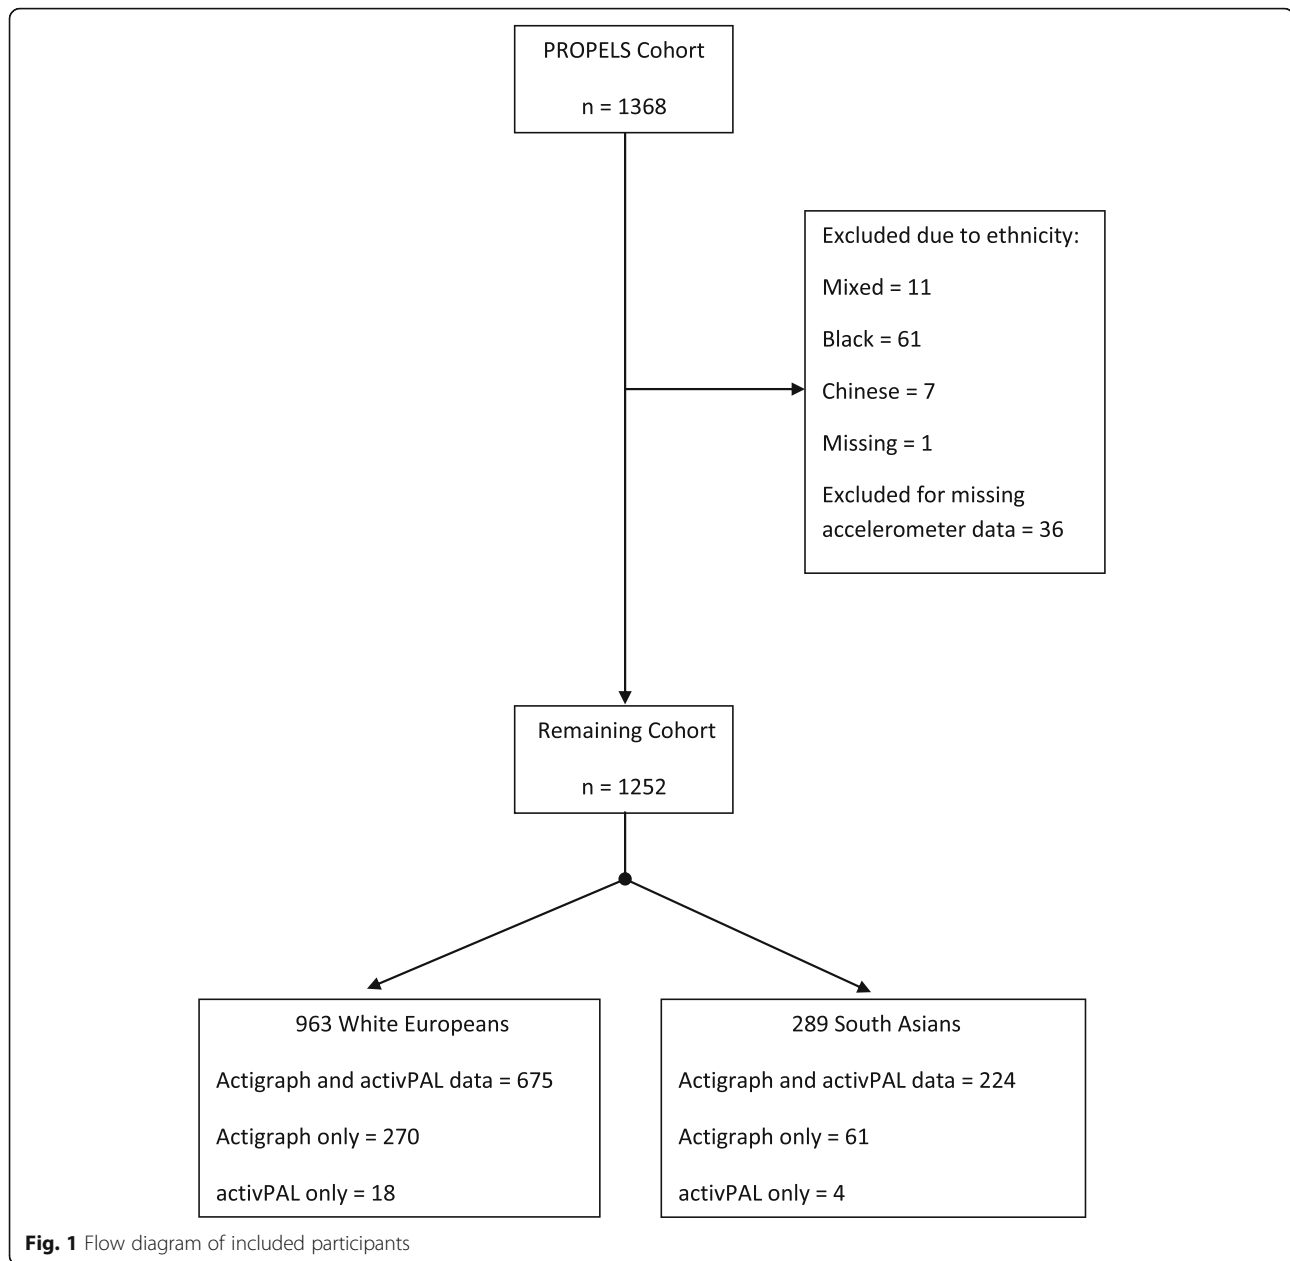 PROPELS Cohort
n = 1368
Excluded due to ethnicity:
Mixed = 11
Black = 61
Chinese = 7
Missing = 1
Excluded for missing
accelerometer data = 36
Remaining Cohort
n = 1252
963 White Europeans
Actigraph and activPAL data = 675
Actigraph only = 270
activPAL only = 18
289 South Asians
Actigraph and activPAL data = 224
Actigraph only = 61
activPAL only = 4
Fig. 1 Flow diagram of included participants